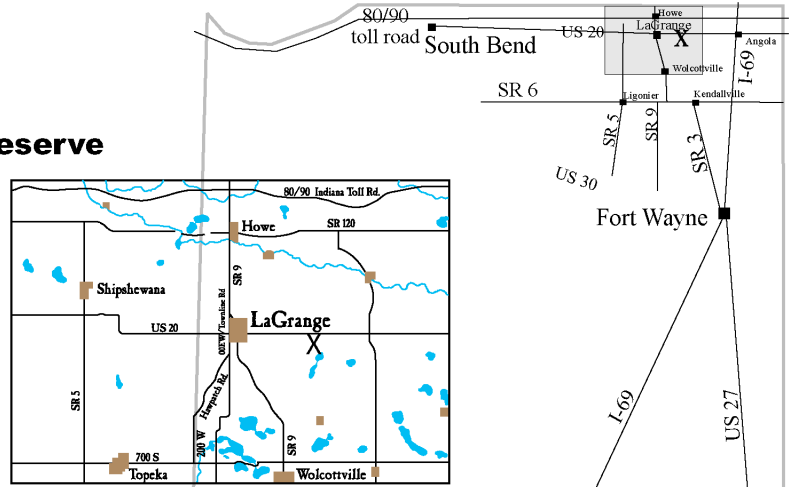 80/90
toll road
South Bend
US 20
Howe
LaGrange
X
Angola
I-69
Wolcottville
SR 6
Ligonier
Kendallville
SR 5
SR 9
SR 3
US 30
Fort Wayne
I-69
US 27
eserve
80/90 Indiana Toll Rd.
Howe
SR 120
SR 9
Shipshewana
00EW/Townline Rd
LaGrange
US 20
X
SR 5
Hawpatch Rd.
200 W
SR 9
700 S
Topeka
Wolcottville